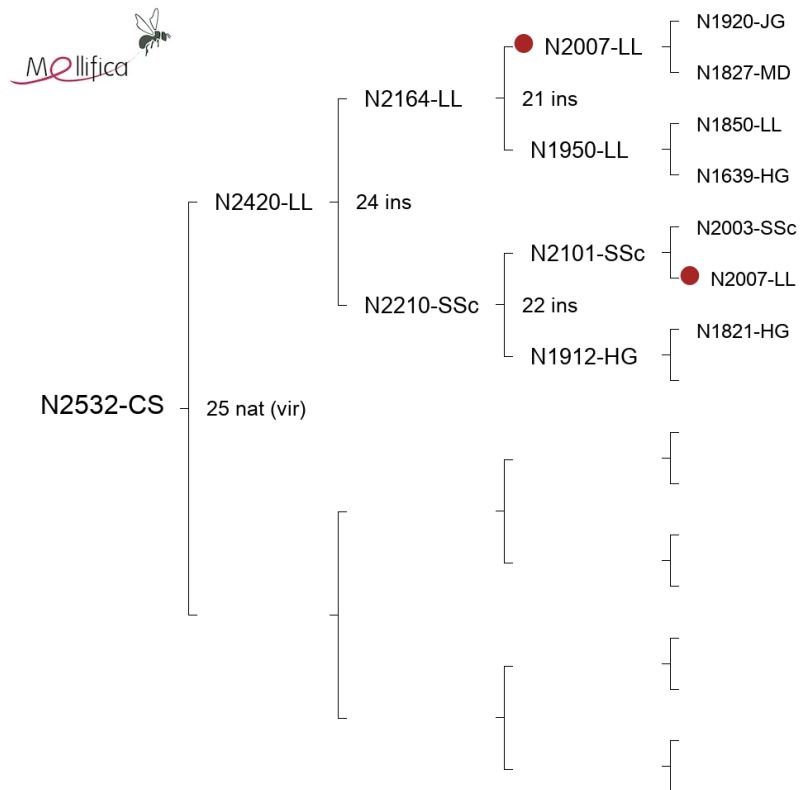 Mellifica
N1920-JG
N2007-LL
N1827-MD
N2164-LL
21 ins
N1850-LL
N1950-LL
N1639-HG
N2420-LL
24 ins
N2003-SSc
N2101-SSc
N2007-LL
N2210-SSc
22 ins
N1821-HG
N1912-HG
N2532-CS
25 nat (vir)